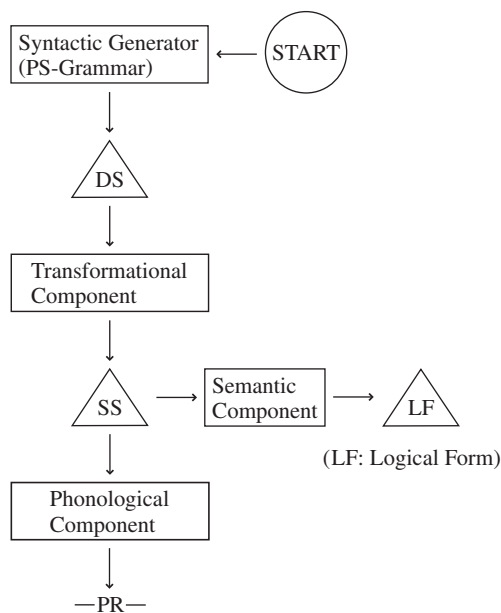 Syntactic Generator
(PS-Grammar)
START
DS
Transformational
Component
SS
Semantic
Component
LF
(LF: Logical Form)
Phonological
Component
—PR—